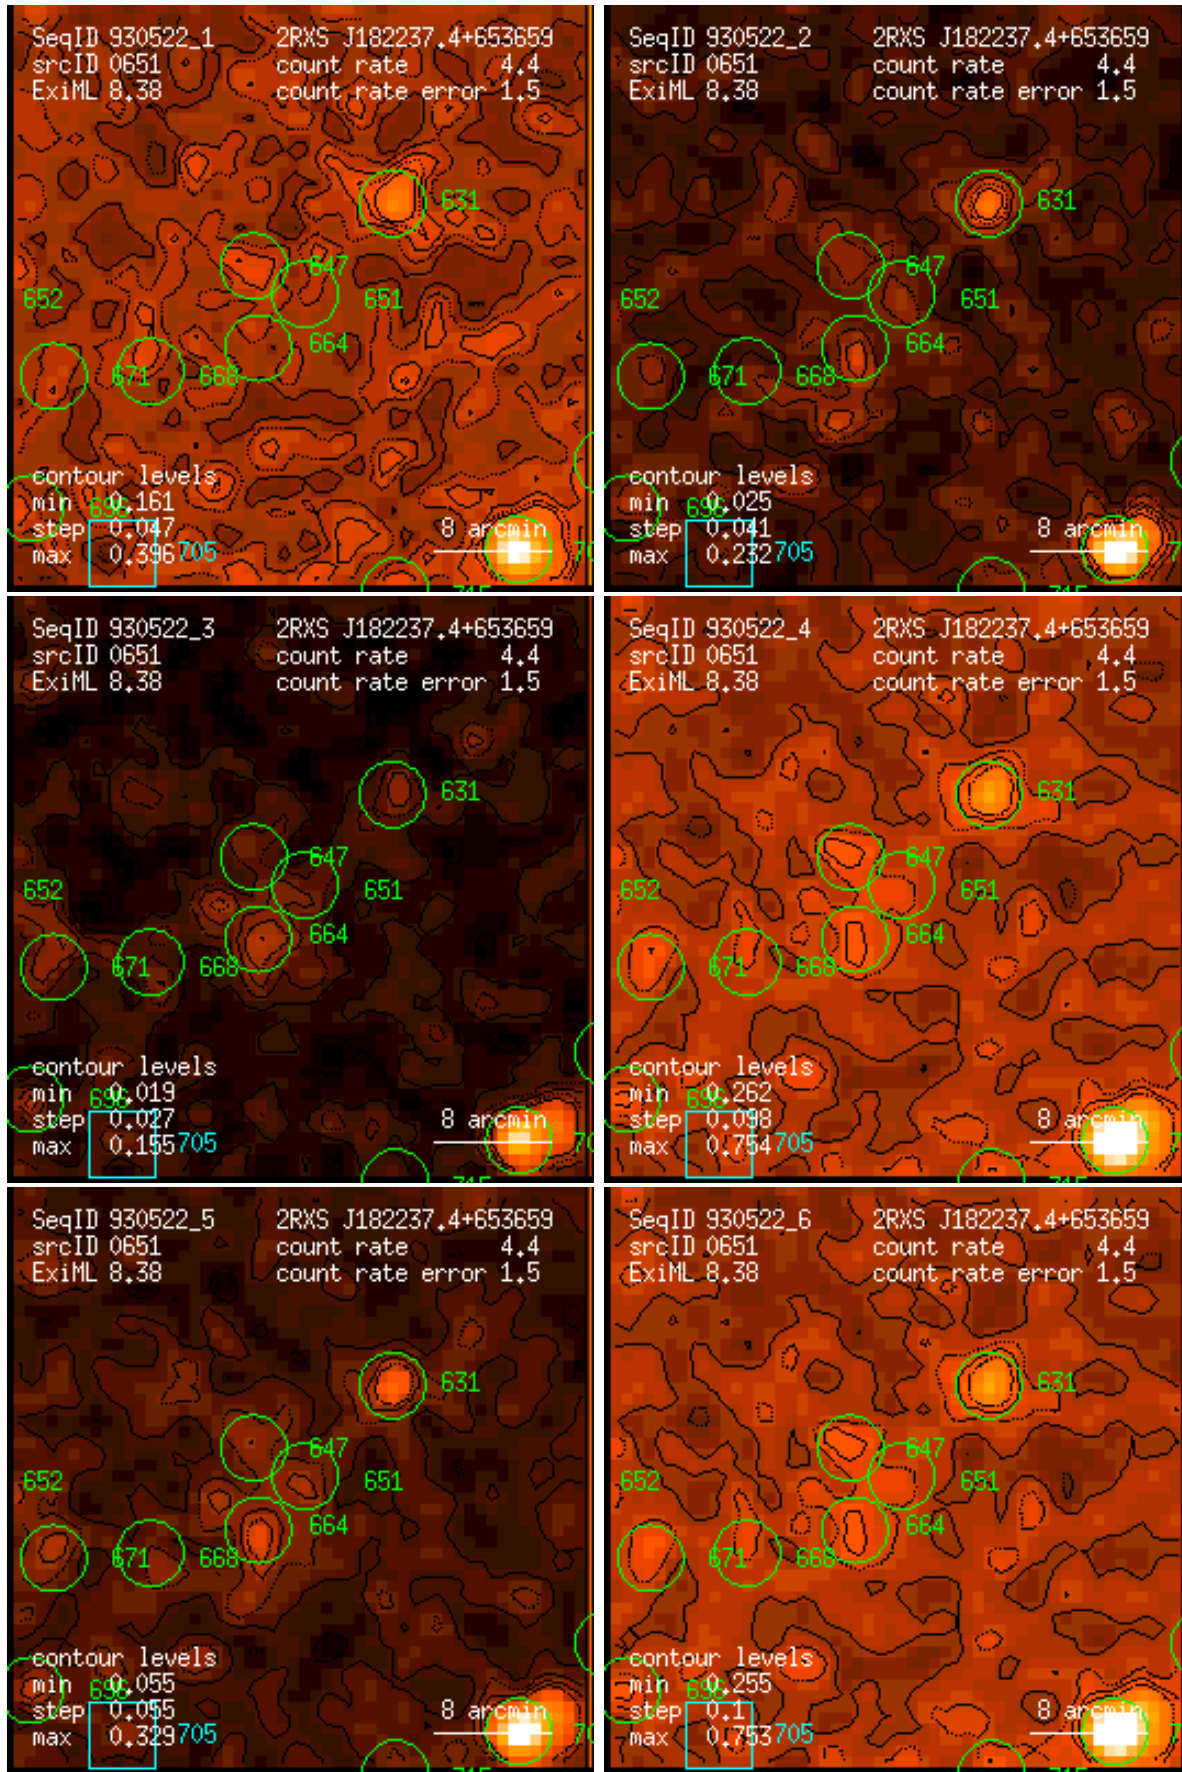 SeqID 930522_1 2RXS J182237.4+653659
srcID 0651 count rate 4.4
ExiML 8.38 count rate error 1.5
631
647
652 651
664
671 668
contour levels
min 0.161
696
step 0.047 8 arcmin
max 0.396 705
SeqID 930522_2 2RXS J182237.4+653659
srcID 0651 count rate 4.4
ExiML 8.38 count rate error 1.5
631
647
652 651
664
671 668
contour levels
min 0.025
696
step 0.041 8 arcmin
max 0.232 705
SeqID 930522_3 2RXS J182237.4+653659
srcID 0651 count rate 4.4
ExiML 8.38 count rate error 1.5
631
647
652 651
664
671 668
contour levels
min 0.019
696
step 0.027 8 arcmin
max 0.155 705
SeqID 930522_4 2RXS J182237.4+653659
srcID 0651 count rate 4.4
ExiML 8.38 count rate error 1.5
631
647
652 651
664
671 668
contour levels
min 0.262
696
step 0.098 8 arcmin
max 0.754 705
SeqID 930522_5 2RXS J182237.4+653659
srcID 0651 count rate 4.4
ExiML 8.38 count rate error 1.5
631
647
652 651
664
671 668
contour levels
min 0.055
696
step 0.055 8 arcmin
max 0.329 705
SeqID 930522_6 2RXS J182237.4+653659
srcID 0651 count rate 4.4
ExiML 8.38 count rate error 1.5
631
647
652 651
664
671 668
contour levels
min 0.255
696
step 0.1 8 arcmin
max 0.753 705